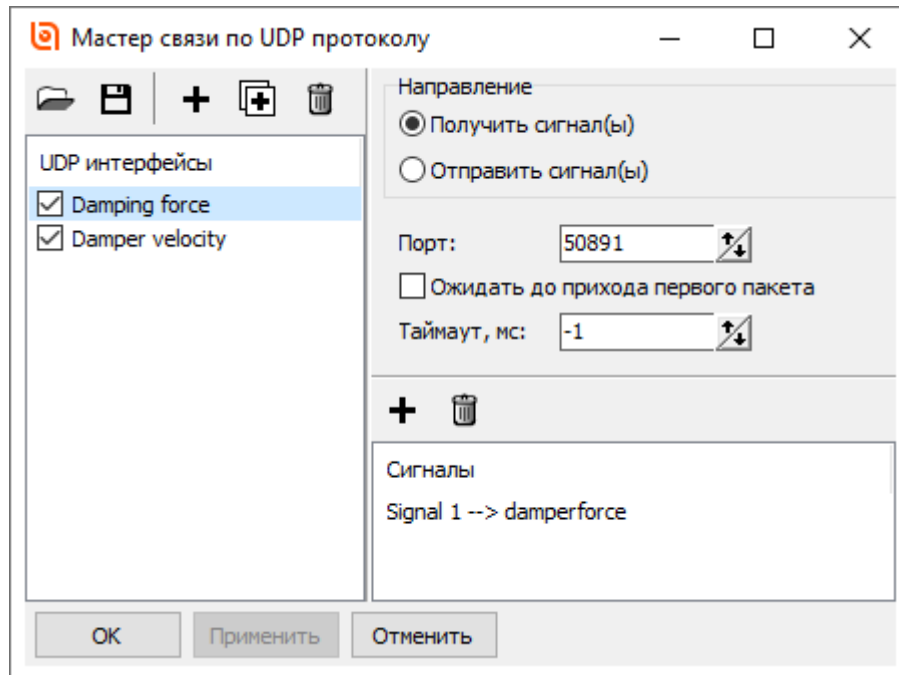 Мастер связи по UDP протоколу
UDP интерфейсы
Damping force
Damper velocity
Направление
Получить сигнал(ы)
Отправить сигнал(ы)
Порт: 50891
Ожидать до прихода первого пакета
Таймаут, мс: -1
Сигналы
Signal 1 --> damperforce
OK Применить Отменить